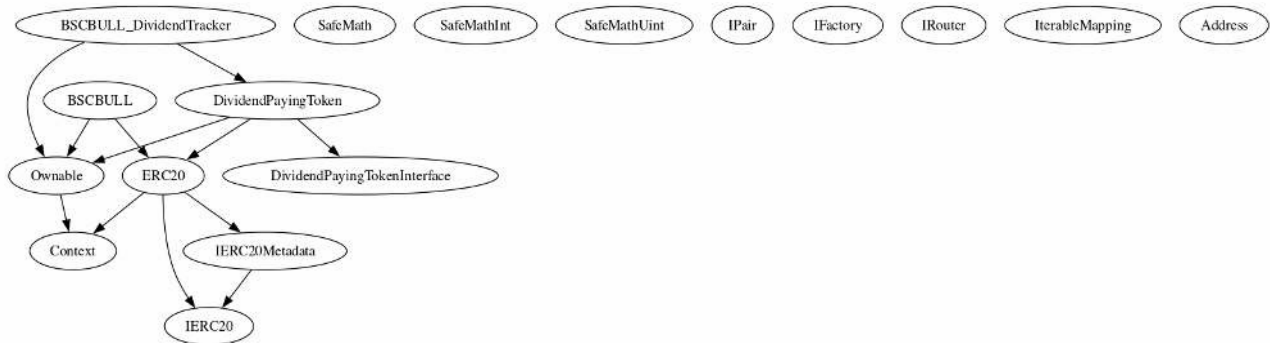 BSCBULL_DividendTracker SafeMath SafeMathInt SafeMathUint IPair IFactory IRouter IterableMapping Address
BSCBULL DividendPayingToken
Ownable ERC20 DividendPayingTokenInterface
Context IERC20Metadata
IERC20